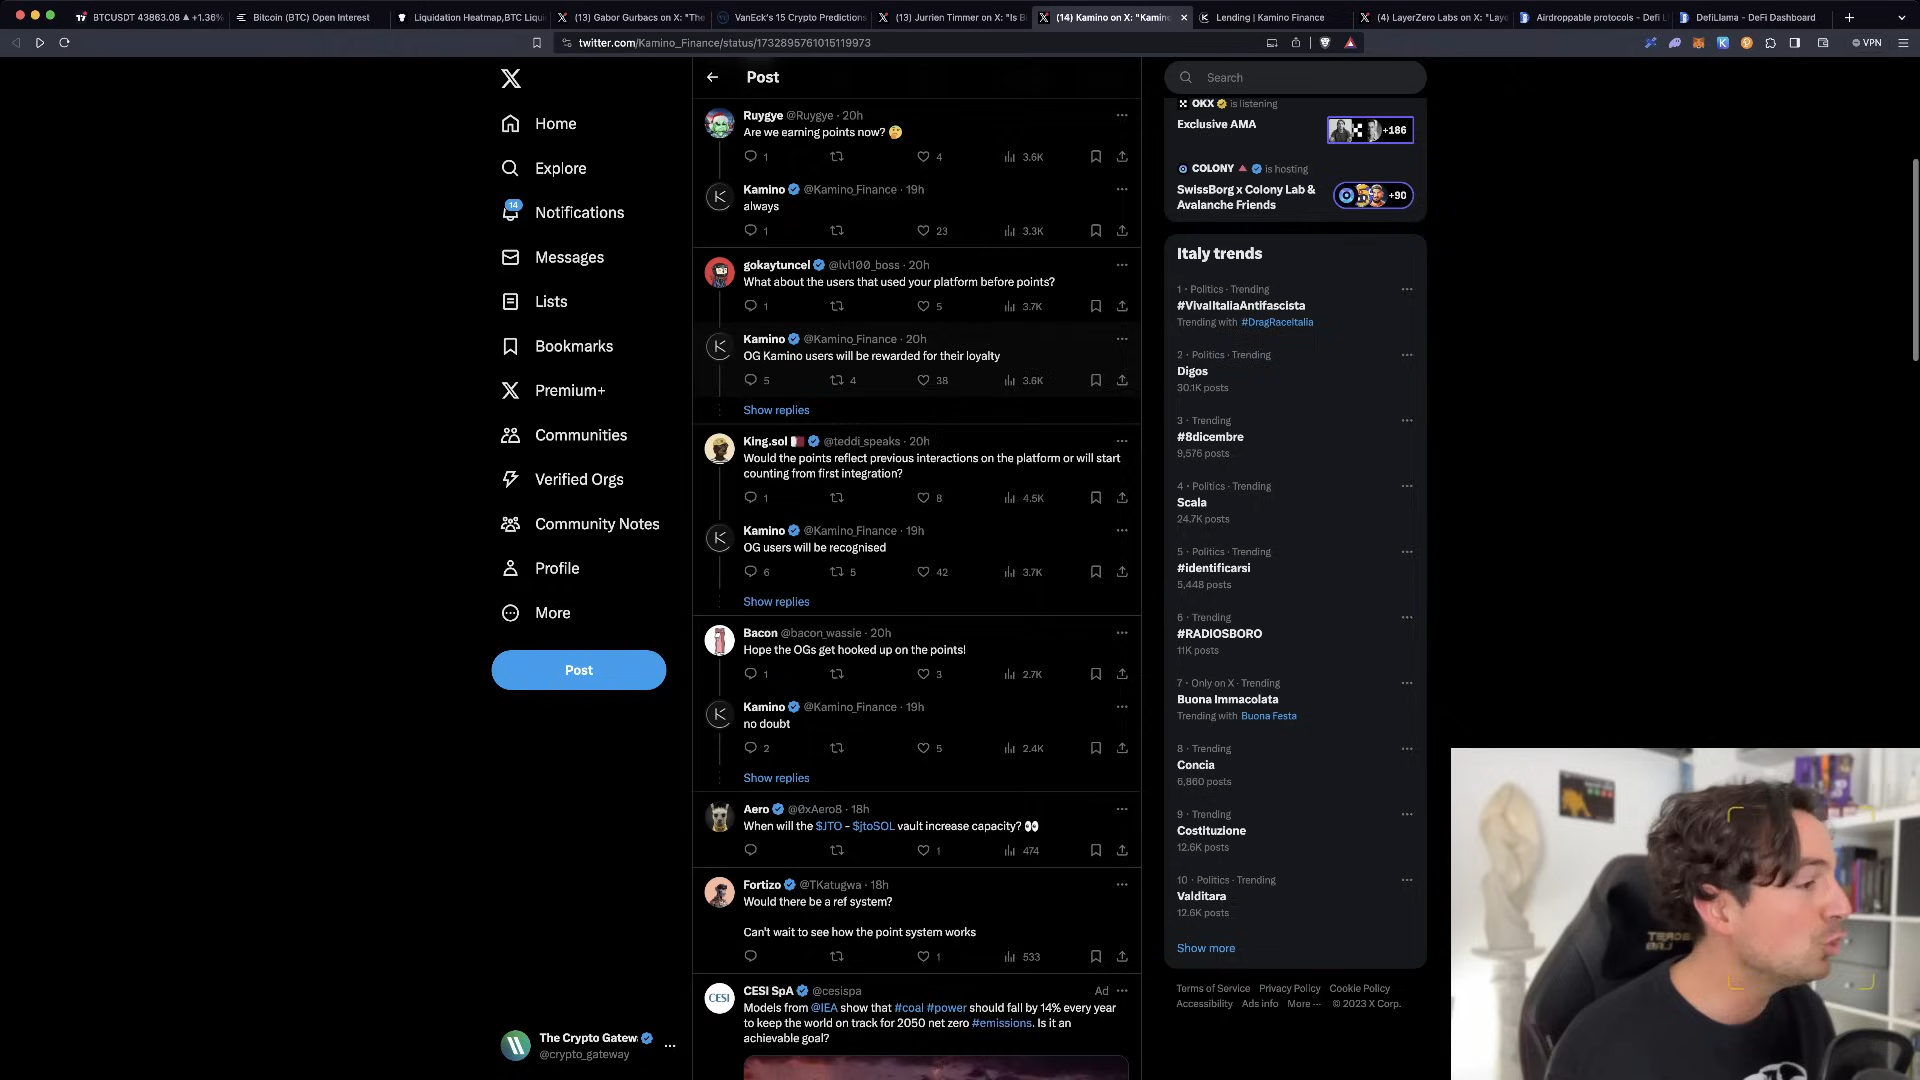 BTCUSDT 43863.08 ▲ +1.36%
Bitcoin (BTC) Open Interest
Liquidation Heatmap,BTC Liqui
(13) Gabor Gurbacs on X: "The
VanEck's 15 Crypto Predictions
(13) Jurrien Timmer on X: "Is B
(14) Kamino on X: "Kamin
Lending | Kamino Finance
(4) LayerZero Labs on X: "Laye
Airdroppable protocols - Defi L
DefiLlama - DeFi Dashboard
twitter.com/Kamino_Finance/status/1732895761015119973
VPN
Home
Explore
14
Notifications
Messages
Lists
Bookmarks
Premium+
Communities
Verified Orgs
Community Notes
Profile
More
Post
The Crypto Gatew
@crypto_gateway
Post
Ruygye @Ruygye · 20h
Are we earning points now? 🤔
1 4 3.6K
Kamino @Kamino_Finance · 19h
always
1 23 3.3K
gokaytuncel @lvl100_boss · 20h
What about the users that used your platform before points?
1 5 3.7K
Kamino @Kamino_Finance · 20h
OG Kamino users will be rewarded for their loyalty
5 4 38 3.6K
Show replies
King.sol @teddi_speaks · 20h
Would the points reflect previous interactions on the platform or will start
counting from first integration?
1 8 4.5K
Kamino @Kamino_Finance · 19h
OG users will be recognised
6 5 42 3.7K
Show replies
Bacon @bacon_wassie · 20h
Hope the OGs get hooked up on the points!
1 3 2.7K
Kamino @Kamino_Finance · 19h
no doubt
2 5 2.4K
Show replies
Aero @0xAero8 · 18h
When will the $JTO - $jtoSOL vault increase capacity? 👀
1 474
Fortizo @TKatugwa · 18h
Would there be a ref system?
Can't wait to see how the point system works
1 533
CESI
CESI SpA @cesispa
Ad
Models from @IEA show that #coal #power should fall by 14% every year
to keep the world on track for 2050 net zero #emissions. Is it an
achievable goal?
Search
OKX is listening
Exclusive AMA
+186
COLONY is hosting
SwissBorg x Colony Lab &
Avalanche Friends
+90
Italy trends
1 · Politics · Trending
#VivalItaliaAntifascista
Trending with #DragRaceItalia
2 · Politics · Trending
Digos
30.1K posts
3 · Trending
#8dicembre
9,576 posts
4 · Politics · Trending
Scala
24.7K posts
5 · Politics · Trending
#identificarsi
5,448 posts
6 · Trending
#RADIOSBORO
11K posts
7 · Only on X · Trending
Buona Immacolata
Trending with Buona Festa
8 · Trending
Concia
6,860 posts
9 · Trending
Costituzione
12.6K posts
10 · Politics · Trending
Valditara
12.6K posts
Show more
Terms of Service Privacy Policy Cookie Policy
Accessibility Ads info More ··· © 2023 X Corp.